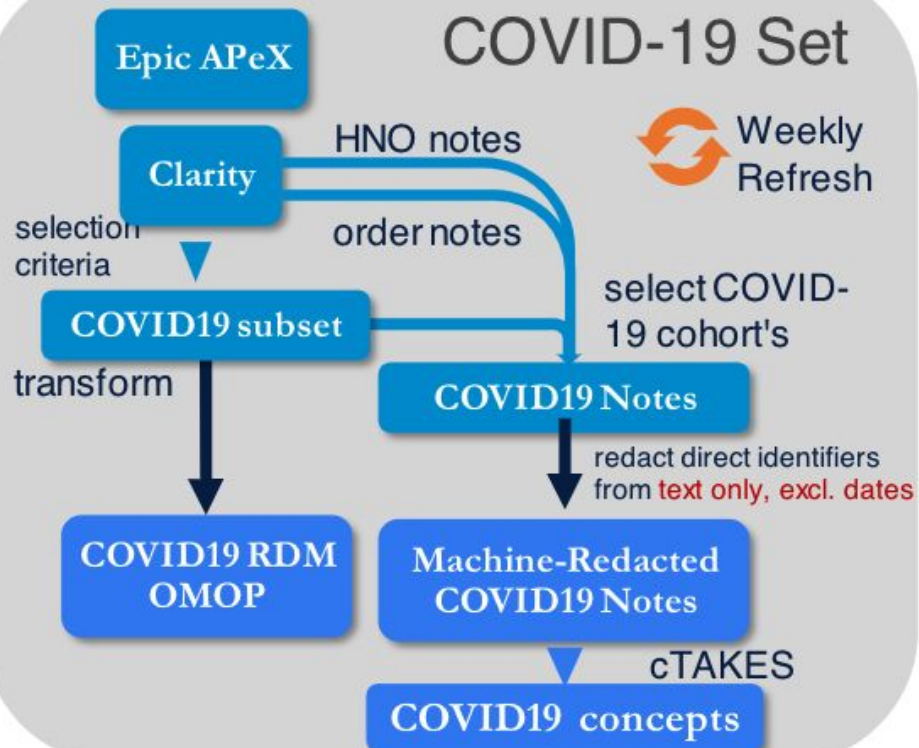 COVID-19 Set
Epic APeX
Weekly
Refresh
Clarity
HNO notes
order notes
selection
criteria
COVID19 subset
select COVID-
19 cohort's
transform
COVID19 Notes
redact direct identifiers
from text only, excl. dates
COVID19 RDM
OMOP
Machine-Redacted
COVID19 Notes
cTAKES
COVID19 concepts